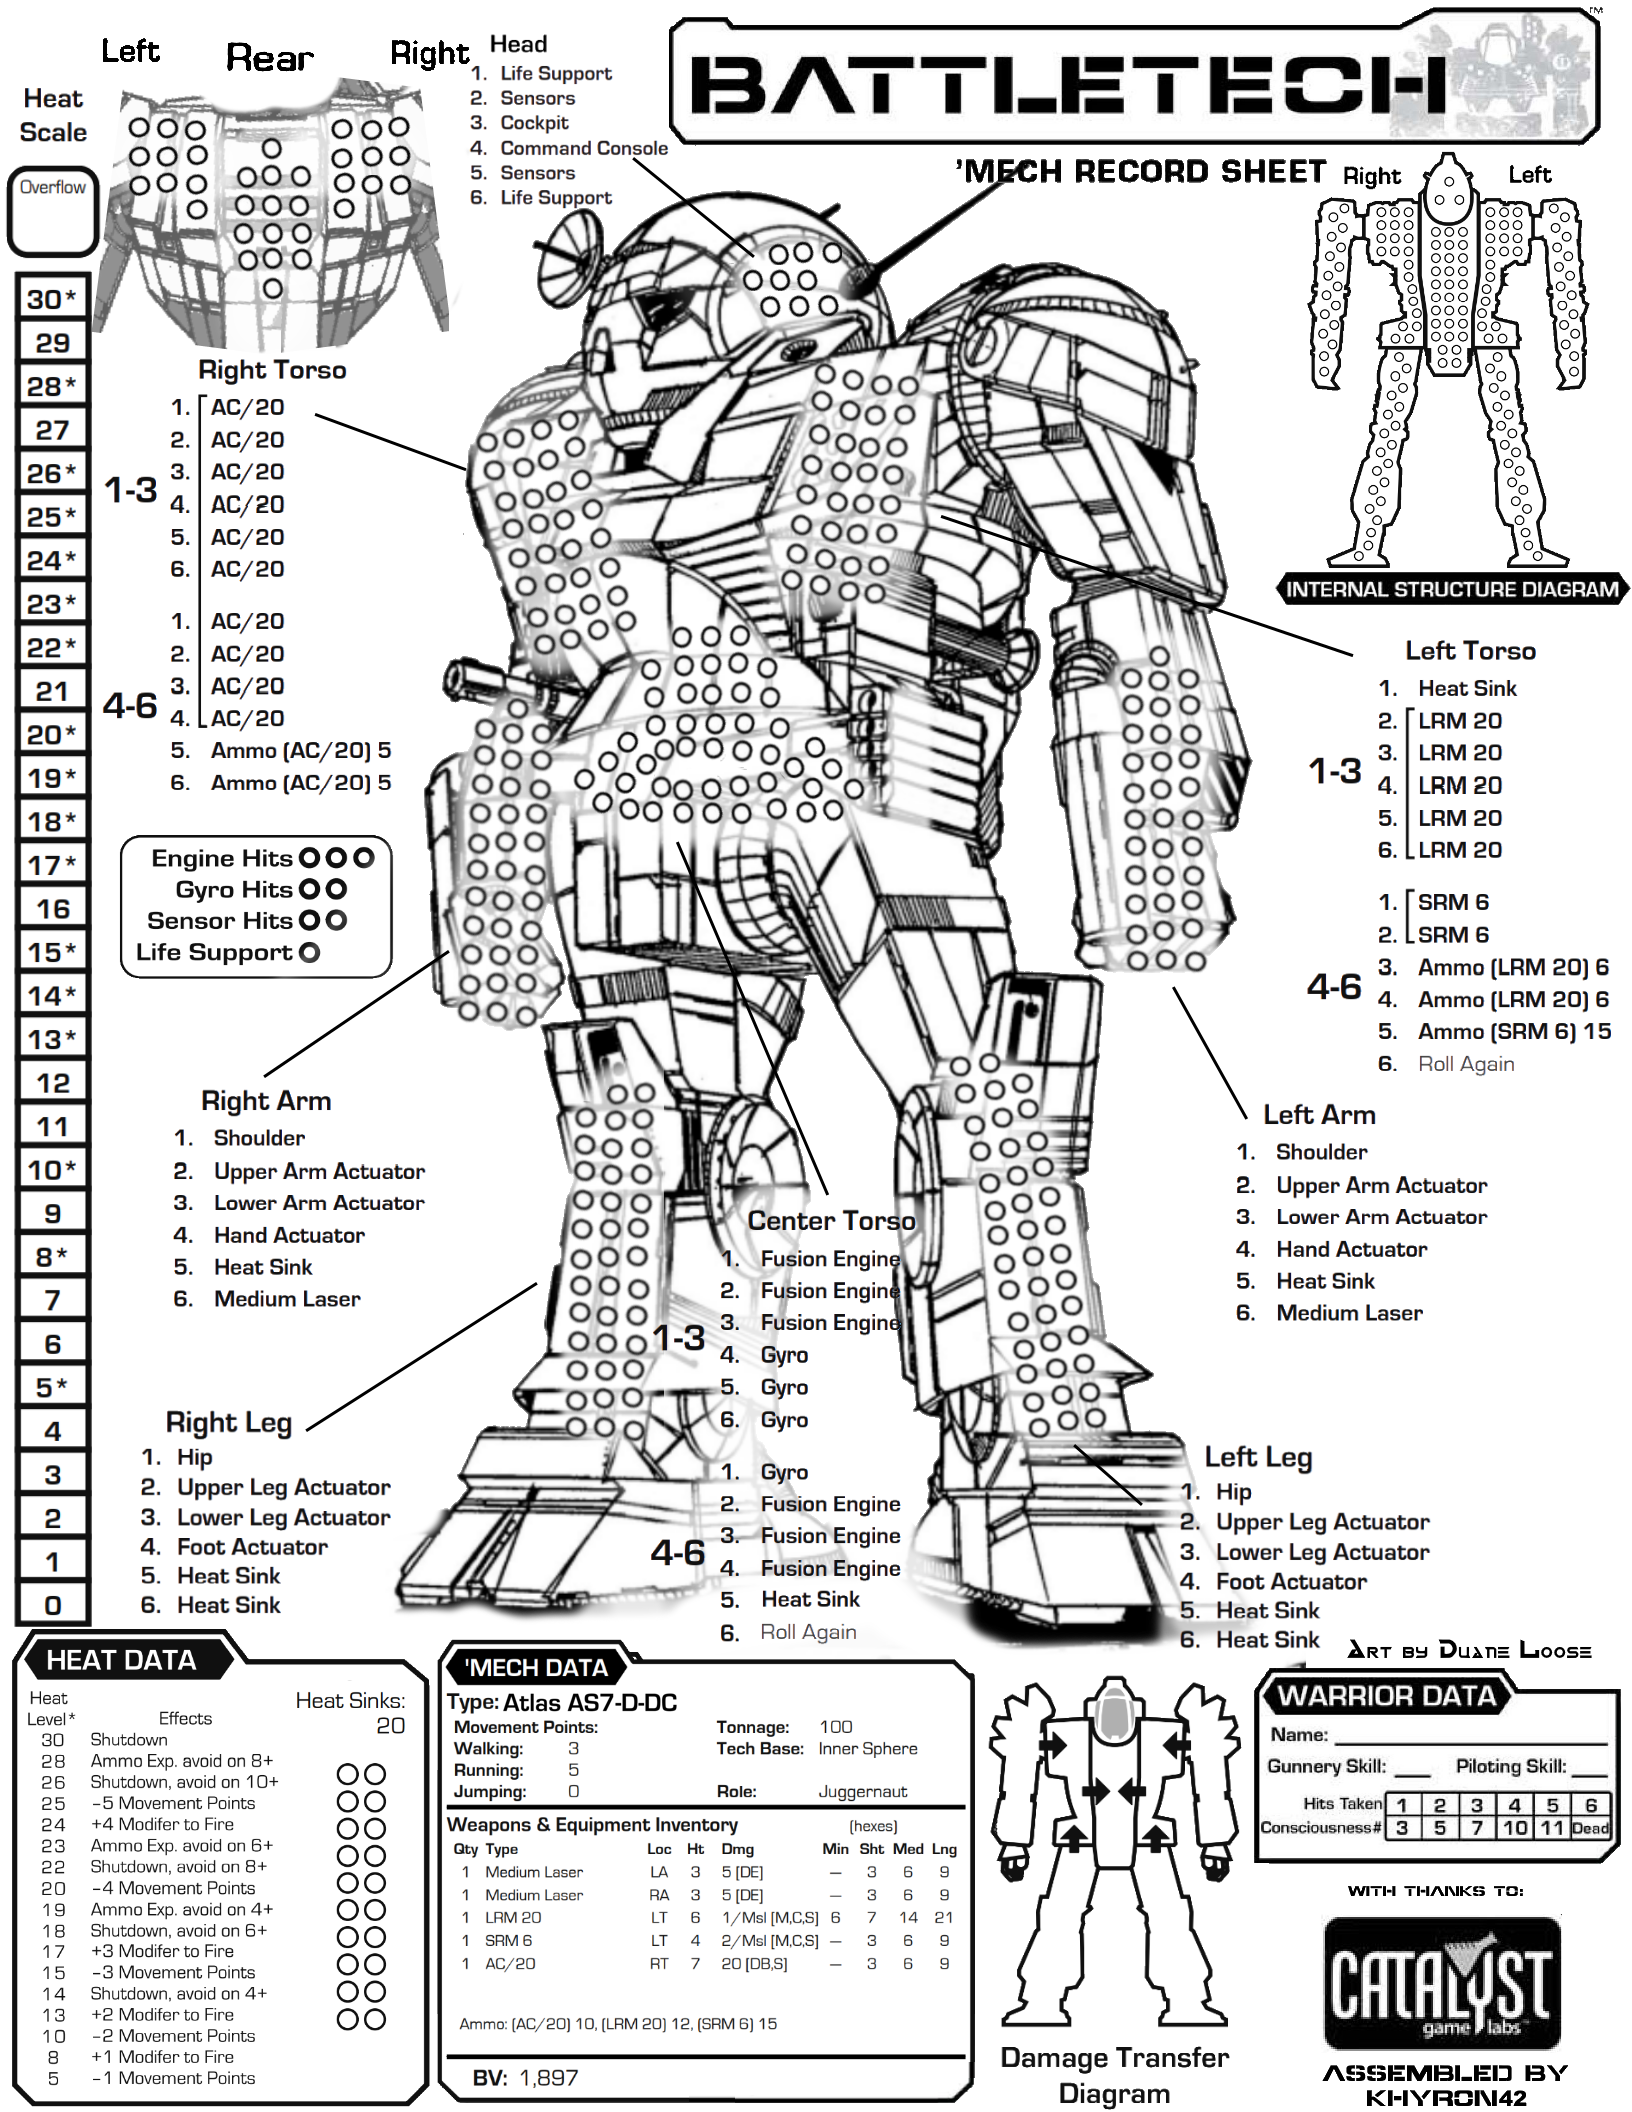 Left Rear Right
Heat
Scale
Overflow
30*
29
28*
27
26*
25*
24*
23*
22*
21
20*
19*
18*
17*
16
15*
14*
13*
12
11
10*
9
8*
7
6
5*
4
3
2
1
0
Head
1. Life Support
2. Sensors
3. Cockpit
4. Command Console
5. Sensors
6. Life Support
BATTLETECH
TM
'MECH RECORD SHEET
Right Left
INTERNAL STRUCTURE DIAGRAM
Right Torso
1-3
1. AC/20
2. AC/20
3. AC/20
4. AC/20
5. AC/20
6. AC/20
4-6
1. AC/20
2. AC/20
3. AC/20
4. AC/20
5. Ammo (AC/20) 5
6. Ammo (AC/20) 5
Engine Hits
Gyro Hits
Sensor Hits
Life Support
Left Torso
1-3
1. Heat Sink
2. LRM 20
3. LRM 20
4. LRM 20
5. LRM 20
6. LRM 20
4-6
1. SRM 6
2. SRM 6
3. Ammo (LRM 20) 6
4. Ammo (LRM 20) 6
5. Ammo (SRM 6) 15
6. Roll Again
Right Arm
1. Shoulder
2. Upper Arm Actuator
3. Lower Arm Actuator
4. Hand Actuator
5. Heat Sink
6. Medium Laser
Left Arm
1. Shoulder
2. Upper Arm Actuator
3. Lower Arm Actuator
4. Hand Actuator
5. Heat Sink
6. Medium Laser
Center Torso
1-3
1. Fusion Engine
2. Fusion Engine
3. Fusion Engine
4. Gyro
5. Gyro
6. Gyro
4-6
1. Gyro
2. Fusion Engine
3. Fusion Engine
4. Fusion Engine
5. Heat Sink
6. Roll Again
Right Leg
1. Hip
2. Upper Leg Actuator
3. Lower Leg Actuator
4. Foot Actuator
5. Heat Sink
6. Heat Sink
Left Leg
1. Hip
2. Upper Leg Actuator
3. Lower Leg Actuator
4. Foot Actuator
5. Heat Sink
6. Heat Sink
Art by Duane Loose
HEAT DATA
Heat
Level* Effects
Heat Sinks:
20
30 Shutdown
28 Ammo Exp. avoid on 8+
26 Shutdown, avoid on 10+
25 -5 Movement Points
24 +4 Modifer to Fire
23 Ammo Exp. avoid on 6+
22 Shutdown, avoid on 8+
20 -4 Movement Points
19 Ammo Exp. avoid on 4+
18 Shutdown, avoid on 6+
17 +3 Modifer to Fire
15 -3 Movement Points
14 Shutdown, avoid on 4+
13 +2 Modifer to Fire
10 -2 Movement Points
8 +1 Modifer to Fire
5 -1 Movement Points
'MECH DATA
Type: Atlas AS7-D-DC
Movement Points: Tonnage: 100
Walking: 3 Tech Base: Inner Sphere
Running: 5
Jumping: 0 Role: Juggernaut
Weapons & Equipment Inventory (hexes)
Qty Type Loc Ht Dmg Min Sht Med Lng
1 Medium Laser LA 3 5 [DE] — 3 6 9
1 Medium Laser RA 3 5 [DE] — 3 6 9
1 LRM 20 LT 6 1/Msl [M,C,S] 6 7 14 21
1 SRM 6 LT 4 2/Msl [M,C,S] — 3 6 9
1 AC/20 RT 7 20 [DB,S] — 3 6 9
Ammo: (AC/20) 10, (LRM 20) 12, (SRM 6) 15
BV: 1,897
Damage Transfer
Diagram
WARRIOR DATA
Name:
Gunnery Skill: Piloting Skill:
Hits Taken 1 2 3 4 5 6
Consciousness# 3 5 7 10 11 Dead
WITH THANKS TO:
CATALYST
game labs
ASSEMBLED BY
KHYRON42